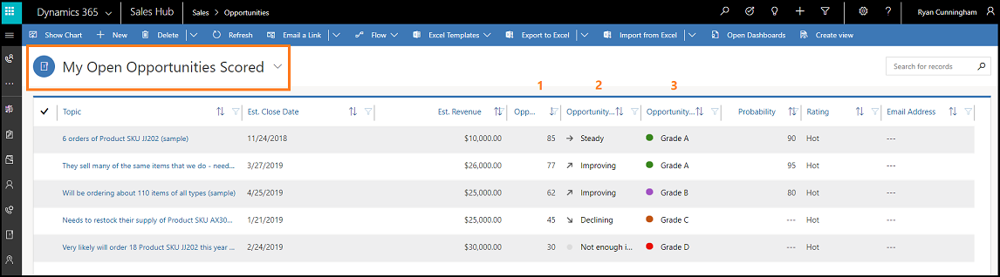 Dynamics 365 Sales Hub Sales > Opportunities Ryan Cunningham
Show Chart New Delete Refresh Email a Link Flow Excel Templates Export to Excel Import from Excel Open Dashboards Create view
My Open Opportunities Scored Search for records
1 2 3
Topic Est. Close Date Est. Revenue Opp... Opportunity... Opportunity... Probability Rating Email Address
6 orders of Product SKU JJ202 (sample) 11/24/2018 $10,000.00 85 Steady Grade A 90 Hot ---
They sell many of the same items that we do - need... 3/27/2019 $26,000.00 77 Improving Grade A 95 Hot ---
Will be ordering about 110 items of all types (sample) 4/25/2019 $25,000.00 62 Improving Grade B 80 Hot ---
Needs to restock their supply of Product SKU AX30... 1/21/2019 $25,000.00 45 Declining Grade C --- Hot ---
Very likely will order 18 Product SKU JJ202 this year ... 2/24/2019 $30,000.00 30 Not enough i... Grade D --- Hot ---